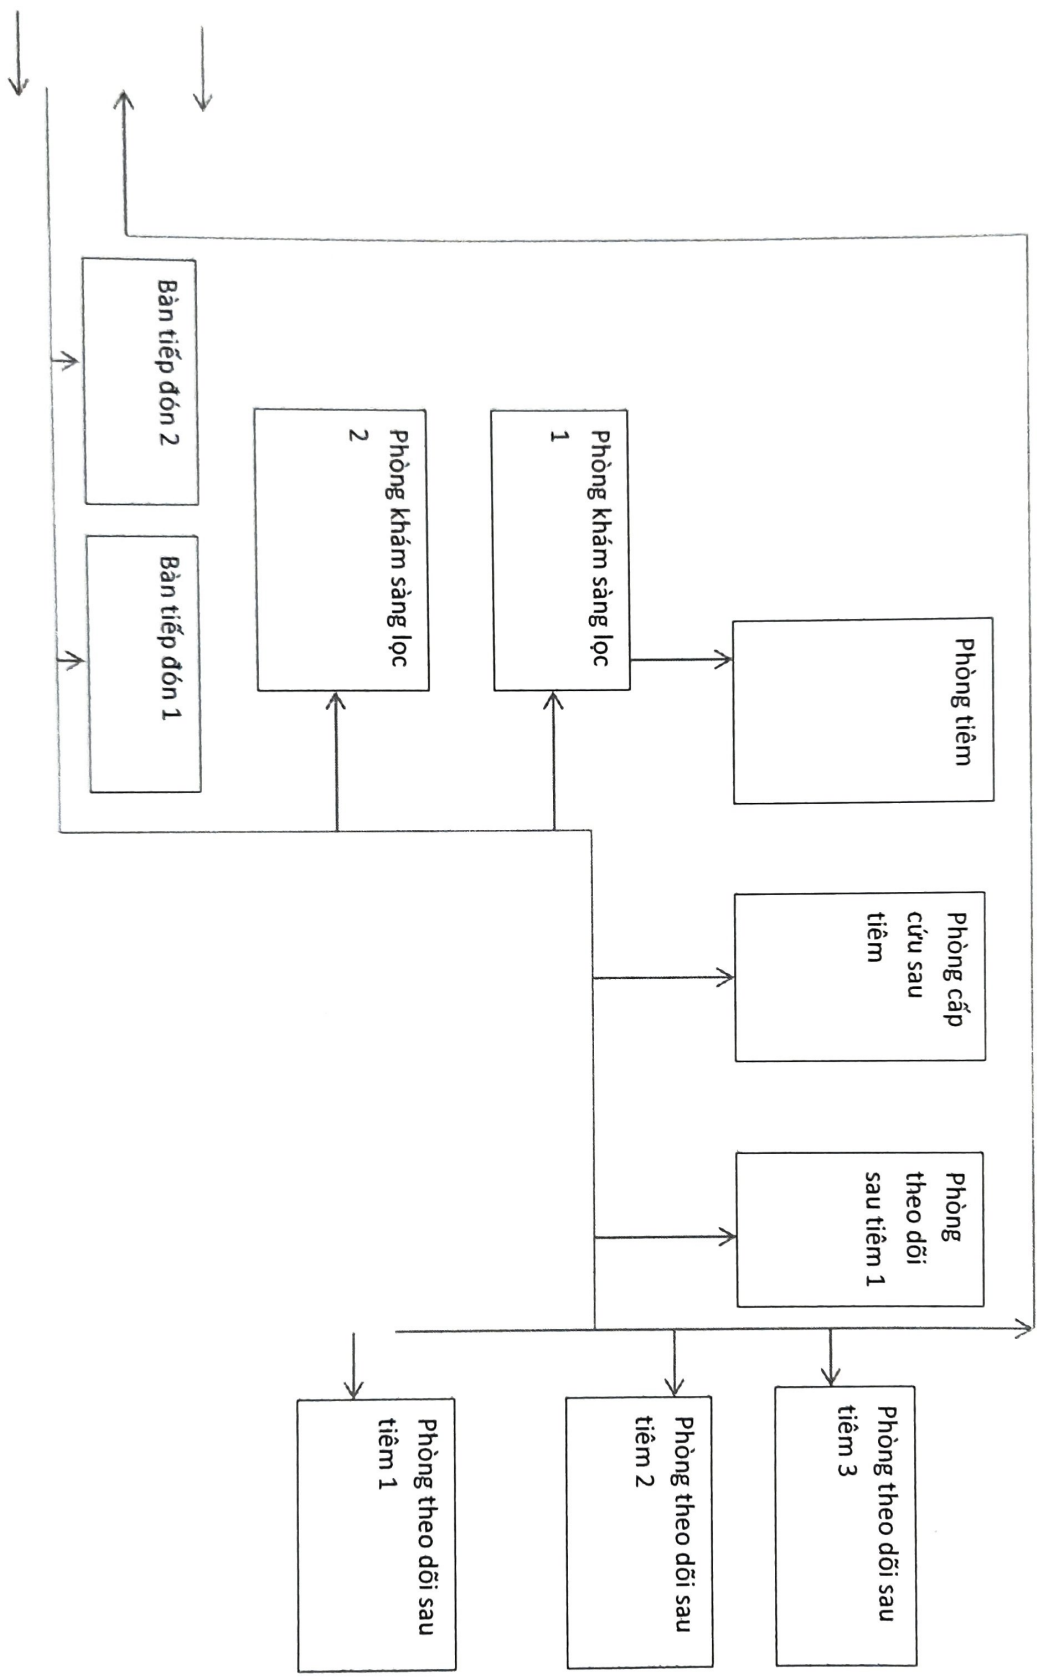 Phòng tiêm
Phòng cấp
cứu sau
tiêm
Phòng
theo dõi
sau tiêm 1
Phòng theo dõi sau
tiêm 3
Phòng theo dõi sau
tiêm 2
Phòng khám sàng lọc
1
Phòng theo dõi sau
tiêm 1
Phòng khám sàng lọc
2
Bàn tiếp đón 2
Bàn tiếp đón 1